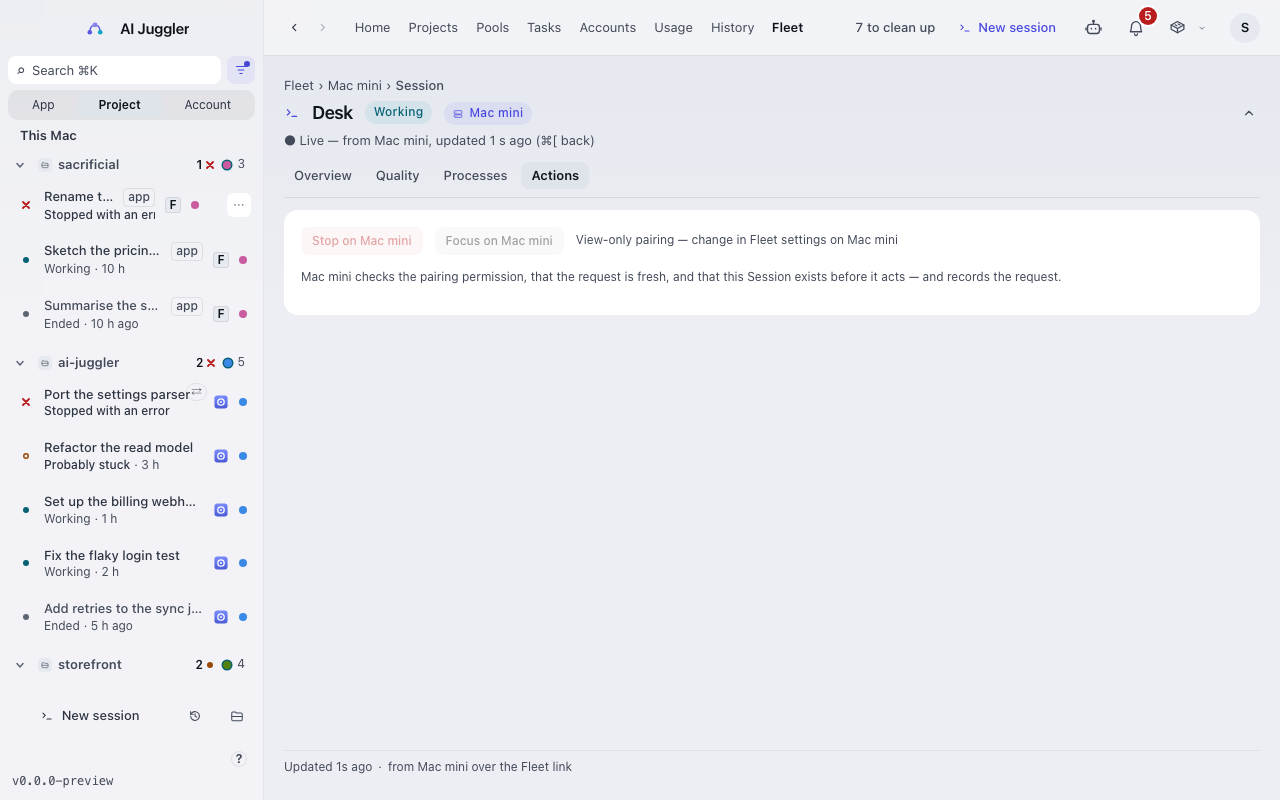 AI Juggler
Search ⌘K
App Project Account
This Mac
sacrificial 1 3
Rename t... app F
Stopped with an err
Sketch the pricin... app F
Working · 10 h
Summarise the s... app F
Ended · 10 h ago
ai-juggler 2 5
Port the settings parser
Stopped with an error
Refactor the read model
Probably stuck · 3 h
Set up the billing webh...
Working · 1 h
Fix the flaky login test
Working · 2 h
Add retries to the sync j...
Ended · 5 h ago
storefront 2 4
New session
?
v0.0.0-preview
Home Projects Pools Tasks Accounts Usage History Fleet 7 to clean up New session 5 S
Fleet › Mac mini › Session
Desk Working Mac mini
Live — from Mac mini, updated 1 s ago (⌘[ back)
Overview Quality Processes Actions
Stop on Mac mini Focus on Mac mini View-only pairing — change in Fleet settings on Mac mini
Mac mini checks the pairing permission, that the request is fresh, and that this Session exists before it acts — and records the request.
Updated 1s ago · from Mac mini over the Fleet link